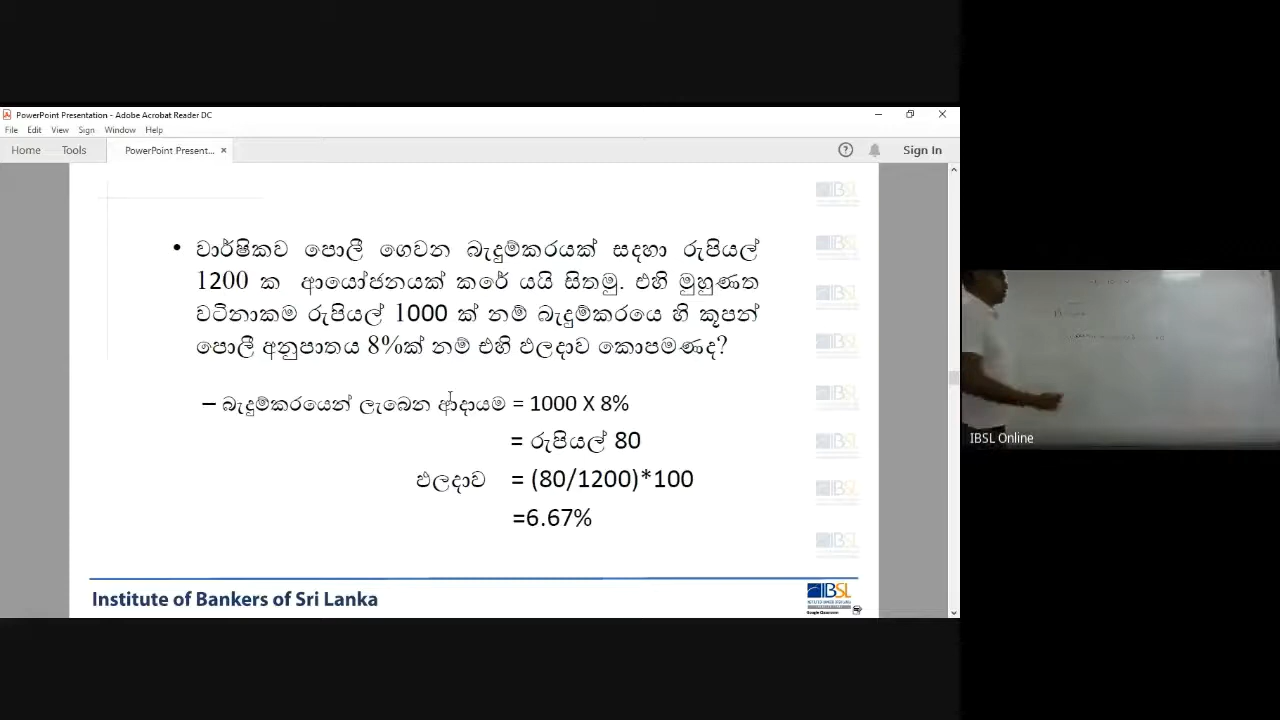 PowerPoint Presentation - Adobe Acrobat Reader DC
File Edit View Sign Window Help
Home Tools PowerPoint Present... × Sign In
• වාර්ෂිකව පොලී ගෙවන බැඳුම්කරයක් සඳහා රුපියල්
1200 ක ආයෝජනයක් කරේ යයි සිතමු. එහි මුහුණත
වටිනාකම රුපියල් 1000 ක් නම් බැඳුම්කරයෙ හි කූපන්
පොලී අනුපාතය 8%ක් නම් එහි ඵලදාව කොපමණද?
– බැඳුම්කරයෙන් ලැබෙන ආදායම = 1000 X 8%
= රුපියල් 80
ඵලදාව = (80/1200)*100
=6.67%
Institute of Bankers of Sri Lanka
IBSL
IBSL Online